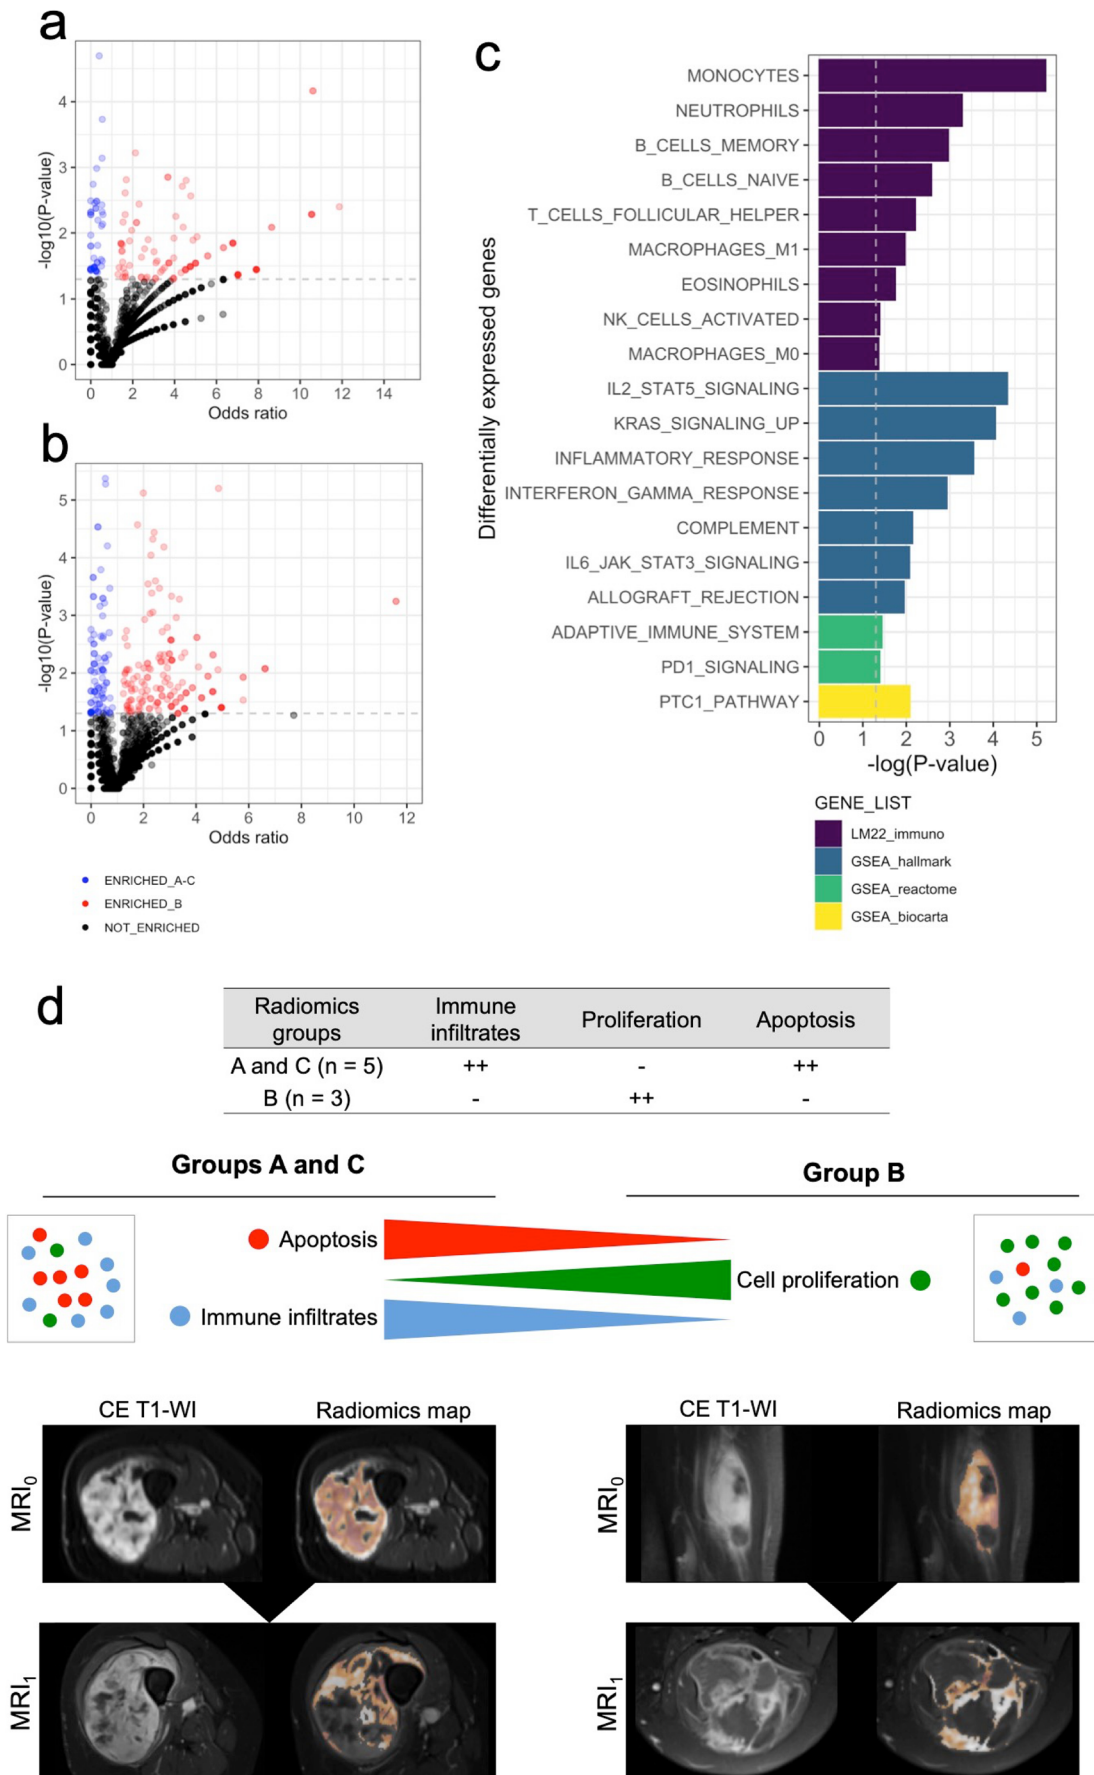 a
-log10(P-value)
4
3
2
1
0
0 2 4 6 8 10 12 14
Odds ratio
b
-log10(P-value)
5
4
3
2
1
0
0 2 4 6 8 10 12
Odds ratio
ENRICHED_A-C
ENRICHED_B
NOT_ENRICHED
c
Differentially expressed genes
MONOCYTES
NEUTROPHILS
B_CELLS_MEMORY
B_CELLS_NAIVE
T_CELLS_FOLLICULAR_HELPER
MACROPHAGES_M1
EOSINOPHILS
NK_CELLS_ACTIVATED
MACROPHAGES_M0
IL2_STAT5_SIGNALING
KRAS_SIGNALING_UP
INFLAMMATORY_RESPONSE
INTERFERON_GAMMA_RESPONSE
COMPLEMENT
IL6_JAK_STAT3_SIGNALING
ALLOGRAFT_REJECTION
ADAPTIVE_IMMUNE_SYSTEM
PD1_SIGNALING
PTC1_PATHWAY
0 1 2 3 4 5
-log(P-value)
GENE_LIST
LM22_immuno
GSEA_hallmark
GSEA_reactome
GSEA_biocarta
d
Radiomics groups Immune infiltrates Proliferation Apoptosis
A and C (n = 5) ++ - ++
B (n = 3) - ++ -
Groups A and C
Group B
Apoptosis
Cell proliferation
Immune infiltrates
CE T1-WI Radiomics map
CE T1-WI Radiomics map
MRI0
MRI0
MRI1
MRI1